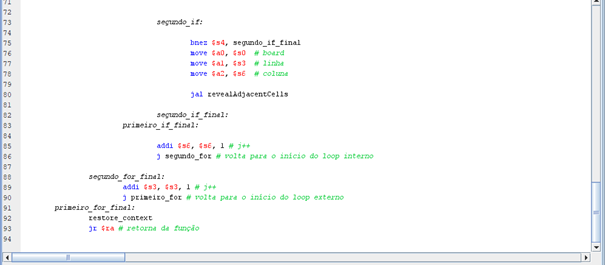 71
72
73 segundo_if:
74
75 bnez $s4, segundo_if_final
76 move $a0, $s0 # board
77 move $a1, $s3 # linha
78 move $a2, $s6 # coluna
79
80 jal revealAdjacentCells
81
82 segundo_if_final:
83 primeiro_if_final:
84
85 addi $s6, $s6, 1 # j++
86 j segundo_for # volta para o início do loop interno
87
88 segundo_for_final:
89 addi $s3, $s3, 1 # j++
90 j primeiro_for # volta para o início do loop externo
91 primeiro_for_final:
92 restore_context
93 jr $ra # retorna da função
94